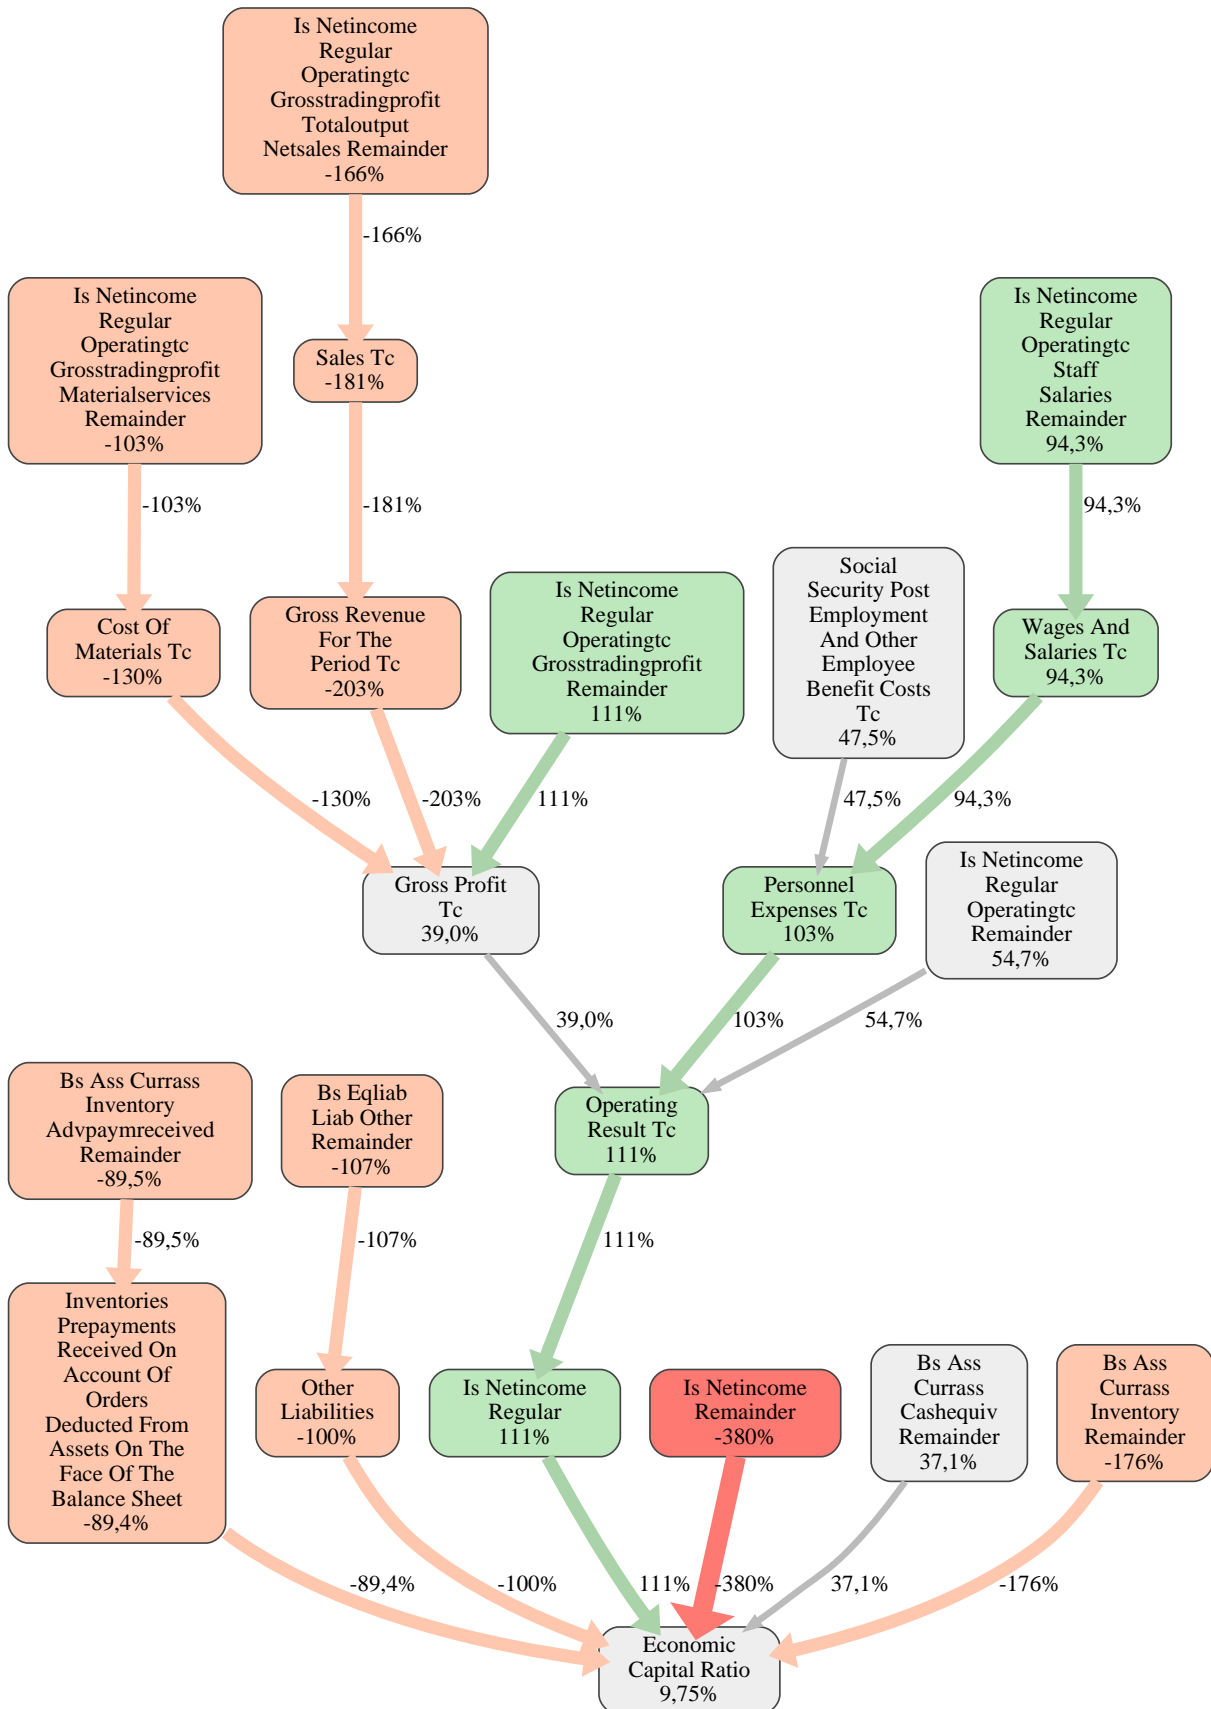 Is Netincome
Regular
Operatingtc
Grosstradingprofit
Totaloutput
Netsales Remainder
-166%
-166%
Is Netincome
Regular
Operatingtc
Grosstradingprofit
Materialservices
Remainder
-103%
Sales Tc
-181%
Is Netincome
Regular
Operatingtc
Staff
Salaries
Remainder
94,3%
-103%
-181%
94,3%
Cost Of
Materials Tc
-130%
Gross Revenue
For The
Period Tc
-203%
Is Netincome
Regular
Operatingtc
Grosstradingprofit
Remainder
111%
Social
Security Post
Employment
And Other
Employee
Benefit Costs
Tc
47,5%
Wages And
Salaries Tc
94,3%
-130%
-203%
111%
47,5%
94,3%
Gross Profit
Tc
39,0%
Personnel
Expenses Tc
103%
Is Netincome
Regular
Operatingtc
Remainder
54,7%
39,0%
103%
54,7%
Bs Ass Currass
Inventory
Advpaymreceived
Remainder
-89,5%
Bs Eqliab
Liab Other
Remainder
-107%
Operating
Result Tc
111%
-89,5%
-107%
111%
Inventories
Prepayments
Received On
Account Of
Orders
Deducted From
Assets On The
Face Of The
Balance Sheet
-89,4%
Other
Liabilities
-100%
Is Netincome
Regular
111%
Is Netincome
Remainder
-380%
Bs Ass
Currass
Cashequiv
Remainder
37,1%
Bs Ass
Currass
Inventory
Remainder
-176%
-89,4%
-100%
111%
-380%
37,1%
-176%
Economic
Capital Ratio
9,75%